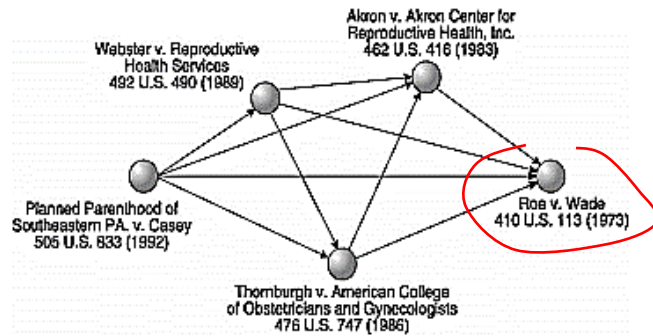 Akron v. Akron Center for
Reproductive Health, Inc.
462 U.S. 416 (1983)
Webster v. Reproductive
Health Services
492 U.S. 490 (1989)
Planned Parenthood of
Southeastern PA. v. Casey
505 U.S. 833 (1992)
Roe v. Wade
410 U.S. 113 (1973)
Thornburgh v. American College
of Obstetricians and Gynecologists
476 U.S. 747 (1986)